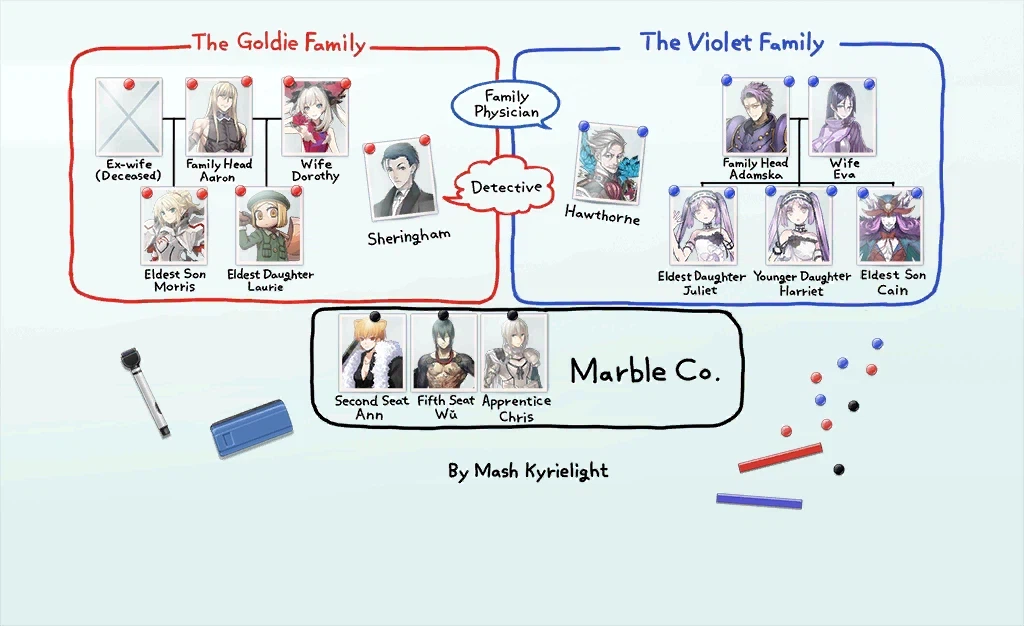 The Goldie Family
Ex-wife
(Deceased)
Family Head
Aaron
Wife
Dorothy
Eldest Son
Morris
Eldest Daughter
Laurie
Sheringham
Family
Physician
Detective
Hawthorne
The Violet Family
Family Head
Adamska
Wife
Eva
Eldest Daughter
Juliet
Younger Daughter
Harriet
Eldest Son
Cain
Second Seat
Ann
Fifth Seat
Wǔ
Apprentice
Chris
Marble Co.
By Mash Kyrielight